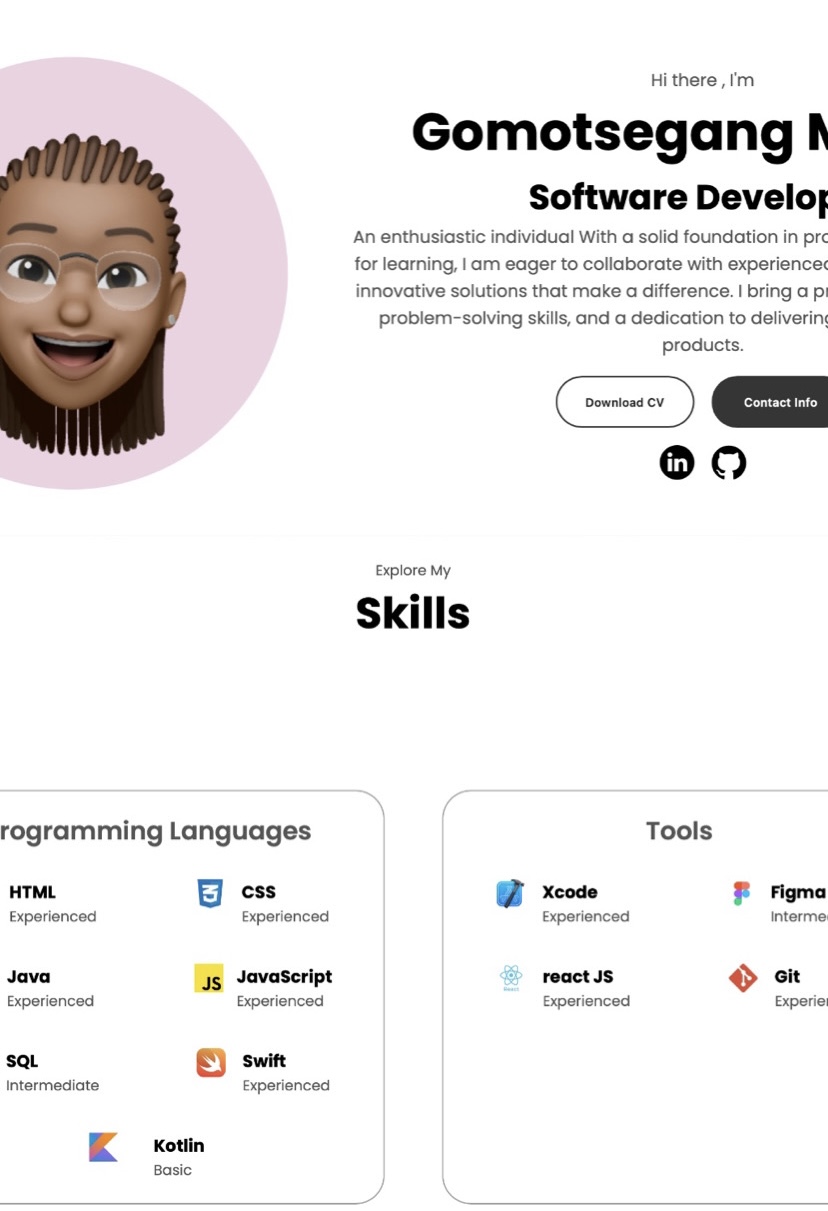 Hi there , I'm
Gomotsegang
Software Develop
An enthusiastic individual With a solid foundation in pro
for learning, I am eager to collaborate with experienced
innovative solutions that make a difference. I bring a pr
problem-solving skills, and a dedication to delivering
products.
Download CV
Contact Info
in
Explore My
Skills
rogramming Languages
HTML
Experienced
CSS
Experienced
Java
Experienced
JS
JavaScript
Experienced
SQL
Intermediate
Swift
Experienced
Kotlin
Basic
Tools
Xcode
Experienced
Figma
Interme
React
react JS
Experienced
Git
Experien